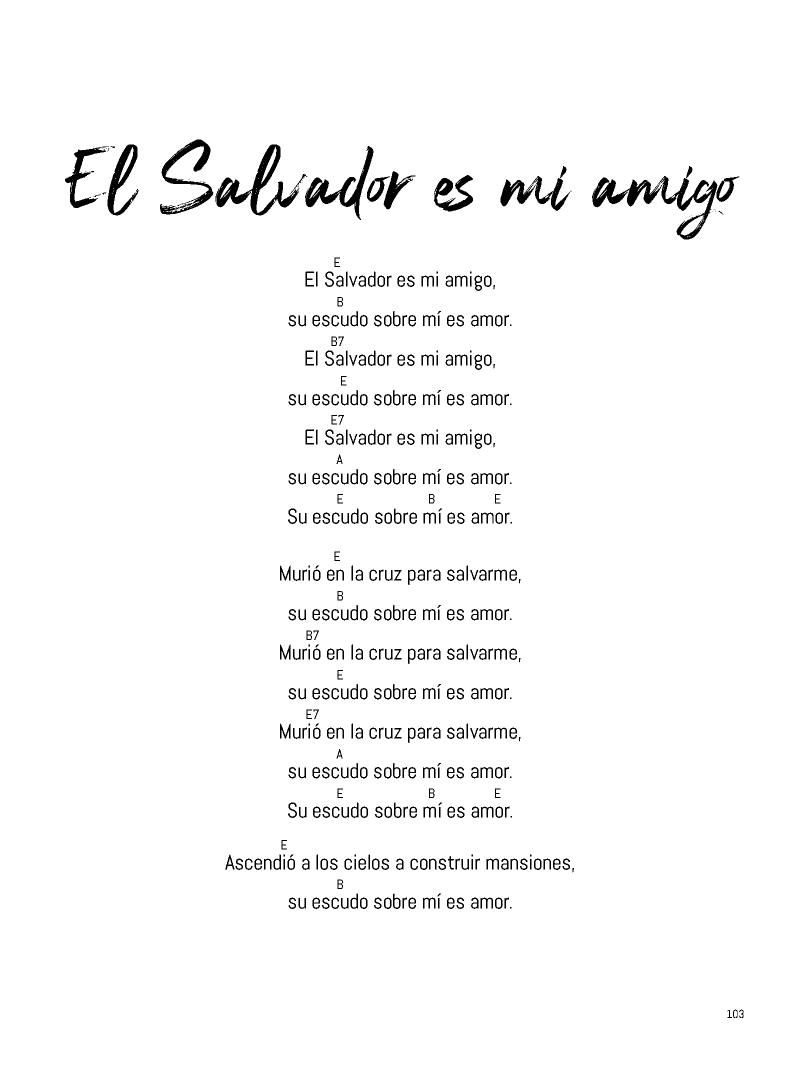 El Salvador es mi amigo
E
El Salvador es mi amigo,
B
su escudo sobre mí es amor.
B7
El Salvador es mi amigo,
E
su escudo sobre mí es amor.
E7
El Salvador es mi amigo,
A
su escudo sobre mí es amor.
E B E
Su escudo sobre mí es amor.
E
Murió en la cruz para salvarme,
B
su escudo sobre mí es amor.
B7
Murió en la cruz para salvarme,
E
su escudo sobre mí es amor.
E7
Murió en la cruz para salvarme,
A
su escudo sobre mí es amor.
E B E
Su escudo sobre mí es amor.
E
Ascendió a los cielos a construir mansiones,
B
su escudo sobre mí es amor.
103